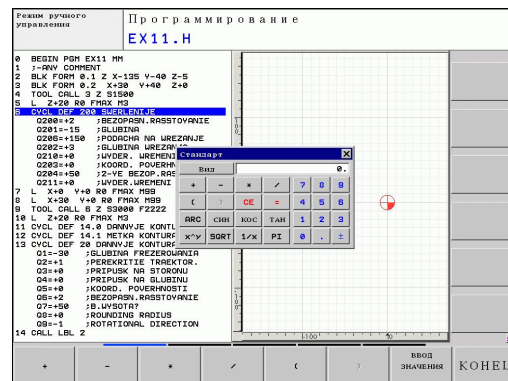 Режим ручного
управления
Программирование
EX11.H
0 BEGIN PGM EX11 MM
1 ;-ANY COMMENT
2 BLK FORM 0.1 Z X-135 Y-40 Z-5
3 BLK FORM 0.2 X+30 Y+40 Z+0
4 TOOL CALL 3 Z S1500
5 L Z+20 R0 FMAX M3
6 CYCL DEF 200 SWERLENIJE
Q200=+2 ;BEZOPASN.RASSTOYANIE
Q201=-15 ;GLUBINA
Q206=+150 ;PODACHA NA WREZANJE
Q202=+3 ;GLUBINA WREZANJA
Q210=+0 ;WYDER. WREMENI
Q203=+0 ;KOORD. POVERHN
Q204=+50 ;2-YE BEZOP.RAS
Q211=+0 ;WYDER.WREMENI
7 L X+0 Y+0 R0 FMAX M99
8 L X+30 Y+0 R0 FMAX M99
9 TOOL CALL 6 Z S3000 F2222
10 L Z+20 R0 FMAX M3
11 CYCL DEF 14.0 DANNYJE KONTU
12 CYCL DEF 14.1 METKA KONTURA
13 CYCL DEF 20 DANNYJE KONTURA
Q1=-30 ;GLUBINA FREZEROWANIA
Q2=+1 ;PEREKRITIE TRAEKTOR.
Q3=+0 ;PRIPUSK NA STORONU
Q4=+0 ;PRIPUSK NA GLUBINU
Q5=+0 ;KOORD. POVERHNOSTI
Q6=+2 ;BEZOPASN.RASSTOYANIE
Q7=+50 ;B.WYSOTA?
Q8=+0 ;ROUNDING RADIUS
Q9=-1 ;ROTATIONAL DIRECTION
14 CALL LBL 2
Стандарт X
Вид 0.
+ - * / 7 8 9
( ) CE = 4 5 6
ARC СИН КОС ТАН 1 2 3
x^y SQRT 1/x PI 0 . ±
+ - * / ( )
ВВОД
ЗНАЧЕНИЯ
КОНЕЦ